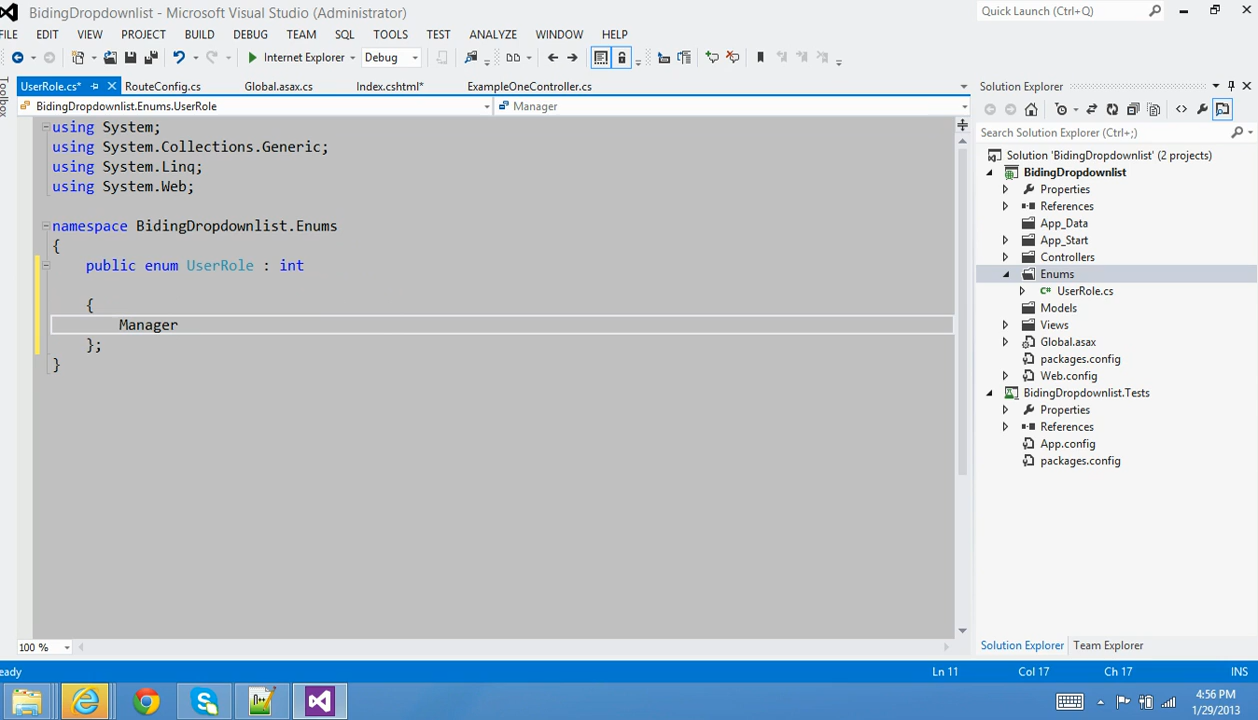 BidingDropdownlist - Microsoft Visual Studio (Administrator)
Quick Launch (Ctrl+Q)
FILE EDIT VIEW PROJECT BUILD DEBUG TEAM SQL TOOLS TEST ANALYZE WINDOW HELP
Internet Explorer Debug
UserRole.cs* RouteConfig.cs Global.asax.cs Index.cshtml* ExampleOneController.cs
BidingDropdownlist.Enums.UserRole Manager
Toolbox
using System;
using System.Collections.Generic;
using System.Linq;
using System.Web;
namespace BidingDropdownlist.Enums
{
public enum UserRole : int
{
Manager
};
}
100 %
Solution Explorer
Search Solution Explorer (Ctrl+;)
Solution 'BidingDropdownlist' (2 projects)
BidingDropdownlist
Properties
References
App_Data
App_Start
Controllers
Enums
C# UserRole.cs
Models
Views
Global.asax
packages.config
Web.config
BidingDropdownlist.Tests
Properties
References
App.config
packages.config
Solution Explorer Team Explorer
eady Ln 11 Col 17 Ch 17 INS
4:56 PM
1/29/2013